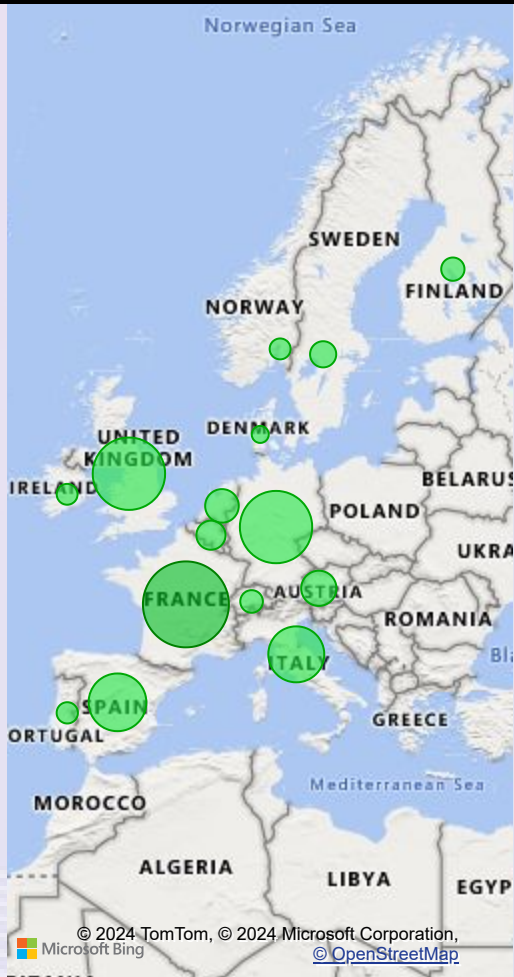 Norwegian Sea
SWEDEN
FINLAND
NORWAY
DENMARK
UNITED
KINGDOM
IRELAND
BELARUS
POLAND
UKRA
AUSTRIA
FRANCE
ROMANIA
Bla
ITALY
SPAIN
GREECE
ORTUGAL
Mediterranean Sea
MOROCCO
ALGERIA
LIBYA
EGYP
© 2024 TomTom, © 2024 Microsoft Corporation,
Microsoft Bing
© OpenStreetMap